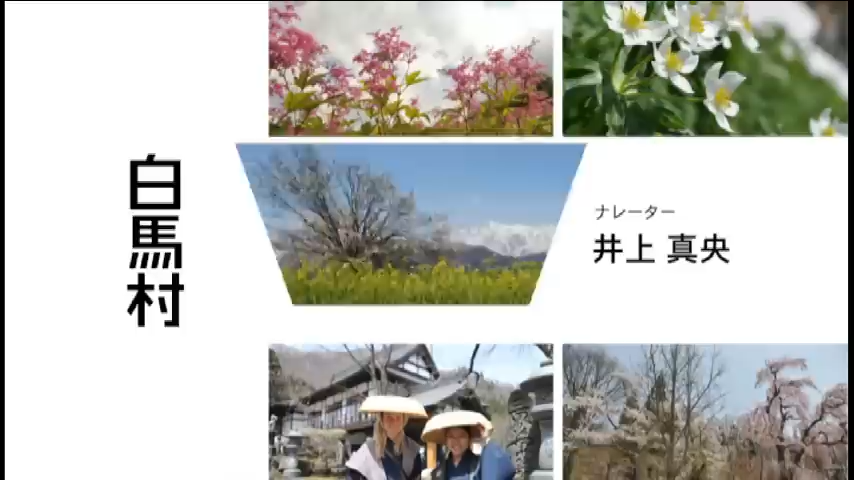 白馬村
ナレーター
井上 真央